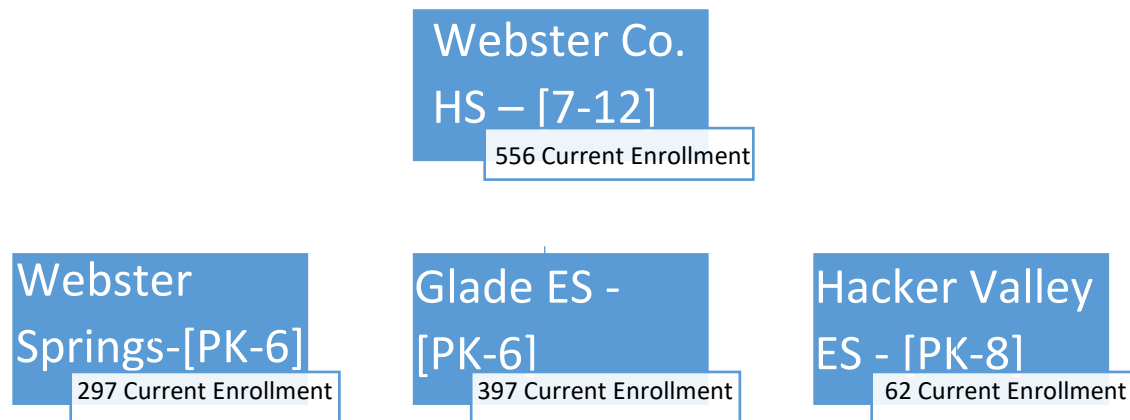 Webster Co.
HS – [7-12]
556 Current Enrollment
Webster
Springs-[PK-6]
297 Current Enrollment
Glade ES -
[PK-6]
397 Current Enrollment
Hacker Valley
ES - [PK-8]
62 Current Enrollment